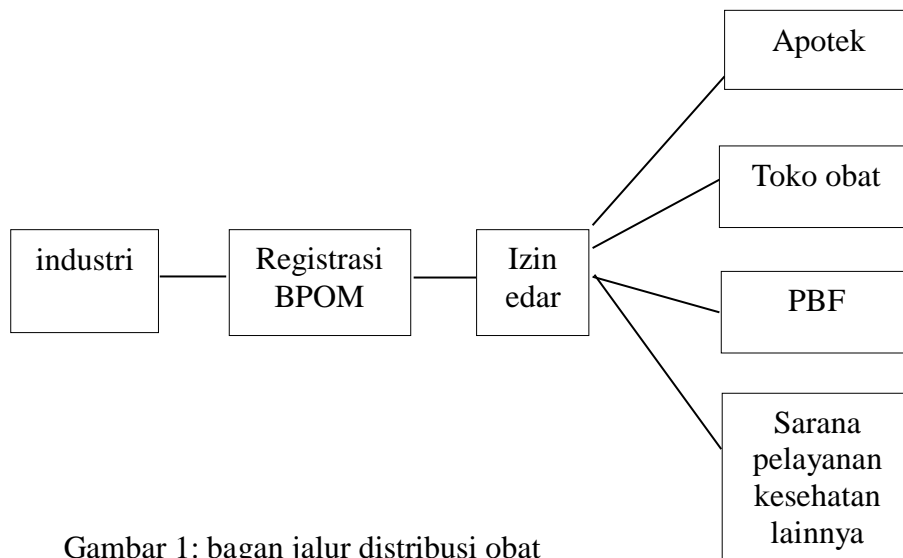 Apotek
Toko obat
industri
Registrasi
BPOM
Izin
edar
PBF
Sarana
pelayanan
kesehatan
lainnya
Gambar 1: bagan jalur distribusi obat